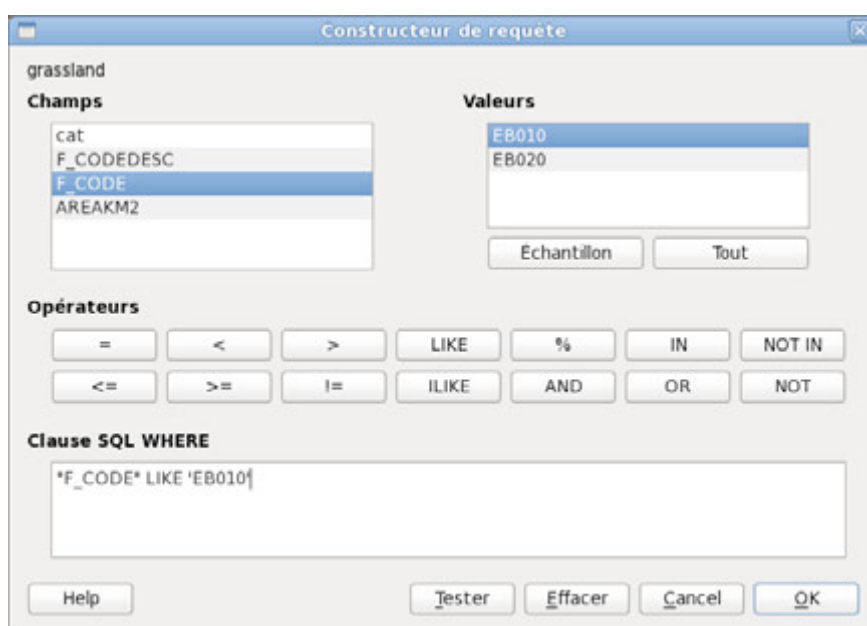 Constructeur de requête
grassland
Champs
Valeurs
cat
F_CODEDESC
F_CODE
AREAKM2
EB010
EB020
Échantillon Tout
Opérateurs
= < > LIKE % IN NOT IN
<= >= != ILIKE AND OR NOT
Clause SQL WHERE
"F_CODE" LIKE 'EB010'
Help Tester Effacer Cancel OK